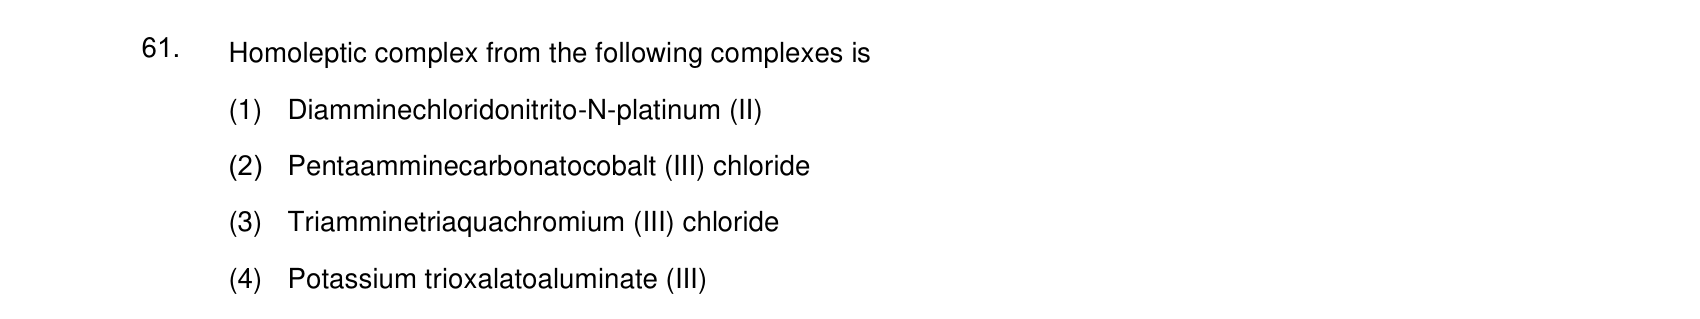 61. Homoleptic complex from the following complexes is
(1) Diamminechloridonitrito-N-platinum (II)
(2) Pentaamminecarbonatocobalt (III) chloride
(3) Triamminetriaquachromium (III) chloride
(4) Potassium trioxalatoaluminate (III)